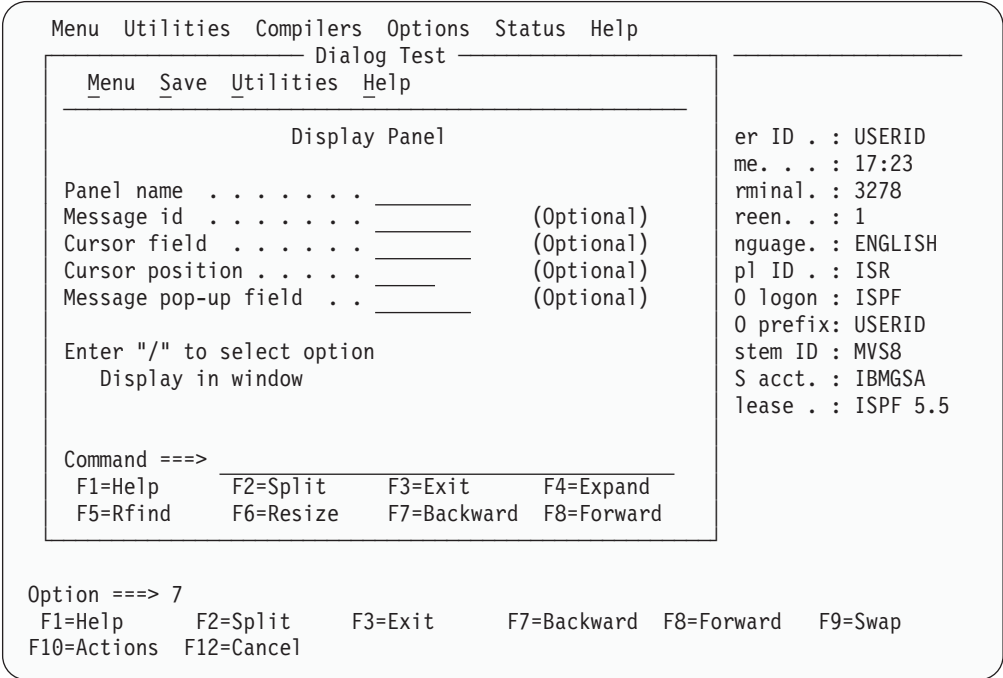 Menu  Utilities  Compilers  Options  Status  Help
Dialog Test
Menu  Save  Utilities  Help
Display Panel
er ID . : USERID
me. . . : 17:23
Panel name  . . . . . . .
rminal. : 3278
Message id  . . . . . . .  (Optional)
reen. . : 1
Cursor field  . . . . . .  (Optional)
nguage. : ENGLISH
Cursor position . . . . .  (Optional)
pl ID . : ISR
Message pop-up field  . .  (Optional)
O logon : ISPF
O prefix: USERID
Enter "/" to select option
stem ID : MVS8
Display in window
S acct. : IBMGSA
lease . : ISPF 5.5
Command ===>
F1=Help  F2=Split  F3=Exit  F4=Expand
F5=Rfind  F6=Resize  F7=Backward  F8=Forward
Option ===> 7
F1=Help  F2=Split  F3=Exit  F7=Backward  F8=Forward  F9=Swap
F10=Actions  F12=Cancel